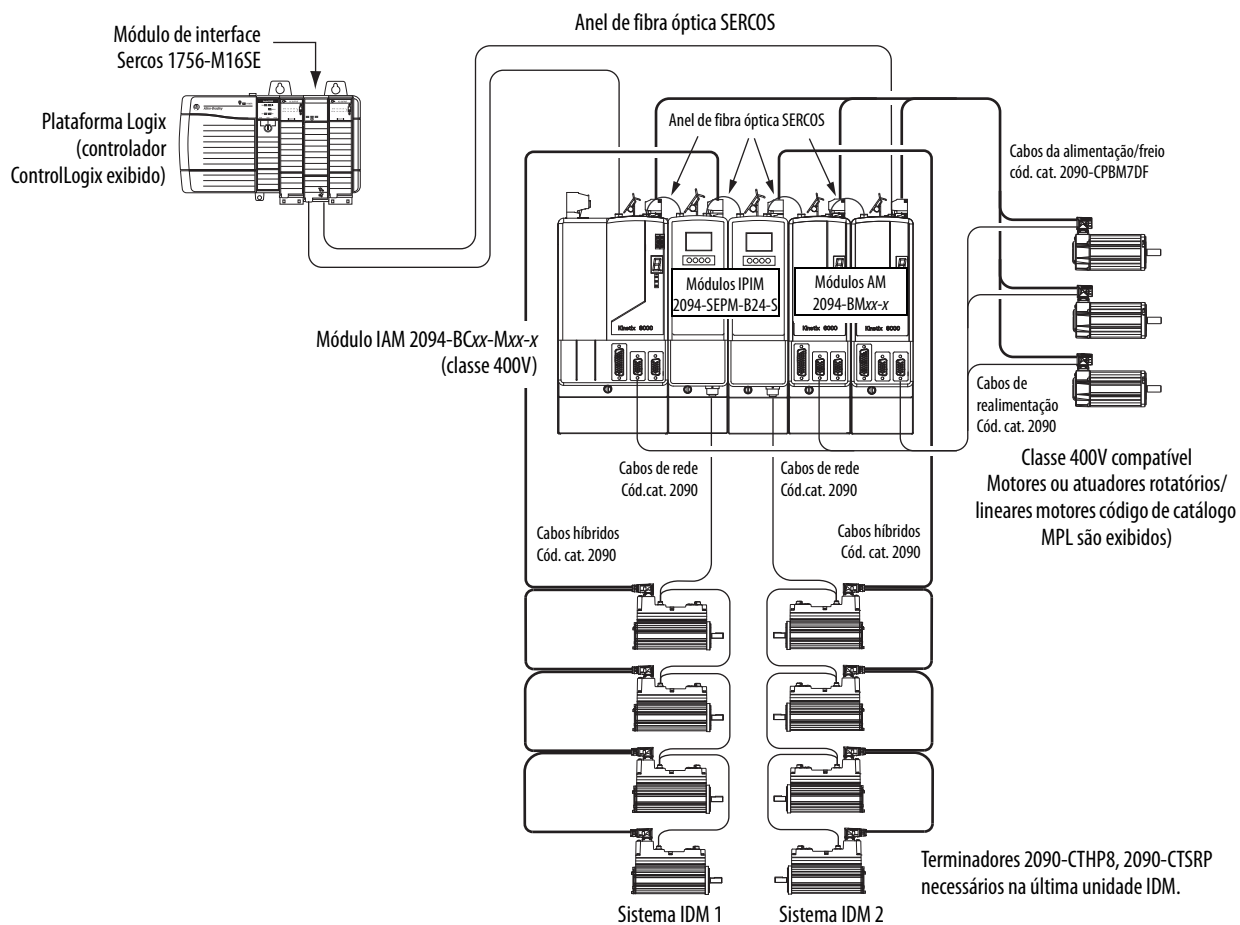 Anel de fibra óptica SERCOS
Módulo de interface
Sercos 1756-M16SE
Plataforma Logix
(controlador
ControlLogix exibido)
Anel de fibra óptica SERCOS
Cabos da alimentação/freio
cód. cat. 2090-CPBM7DF
Módulos IPIM
2094-SEPM-B24-S
Módulos AM
2094-BMxx-x
Kinetix 6000
Kinetix 6000
Kinetix 6000
Módulo IAM 2094-BCxx-Mxx-x
(classe 400V)
Cabos de
realimentação
Cód. cat. 2090
Classe 400V compatível
Motores ou atuadores rotatórios/
lineares motores código de catálogo
MPL são exibidos)
Cabos de rede
Cód.cat. 2090
Cabos de rede
Cód.cat. 2090
Cabos híbridos
Cód. cat. 2090
Cabos híbridos
Cód. cat. 2090
Terminadores 2090-CTHP8, 2090-CTSRP
necessários na última unidade IDM.
Sistema IDM 1
Sistema IDM 2